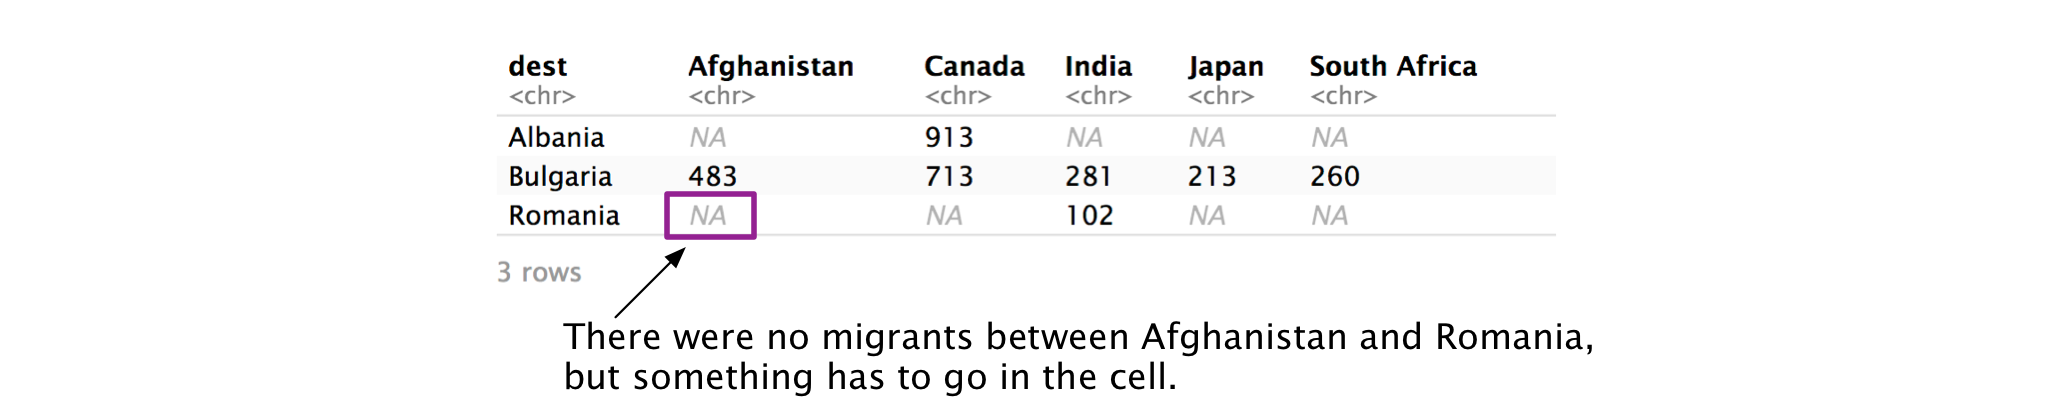 dest Afghanistan Canada India Japan South Africa
<chr> <chr> <chr> <chr> <chr> <chr>
Albania NA 913 NA NA NA
Bulgaria 483 713 281 213 260
Romania NA NA 102 NA NA
3 rows
There were no migrants between Afghanistan and Romania,
but something has to go in the cell.